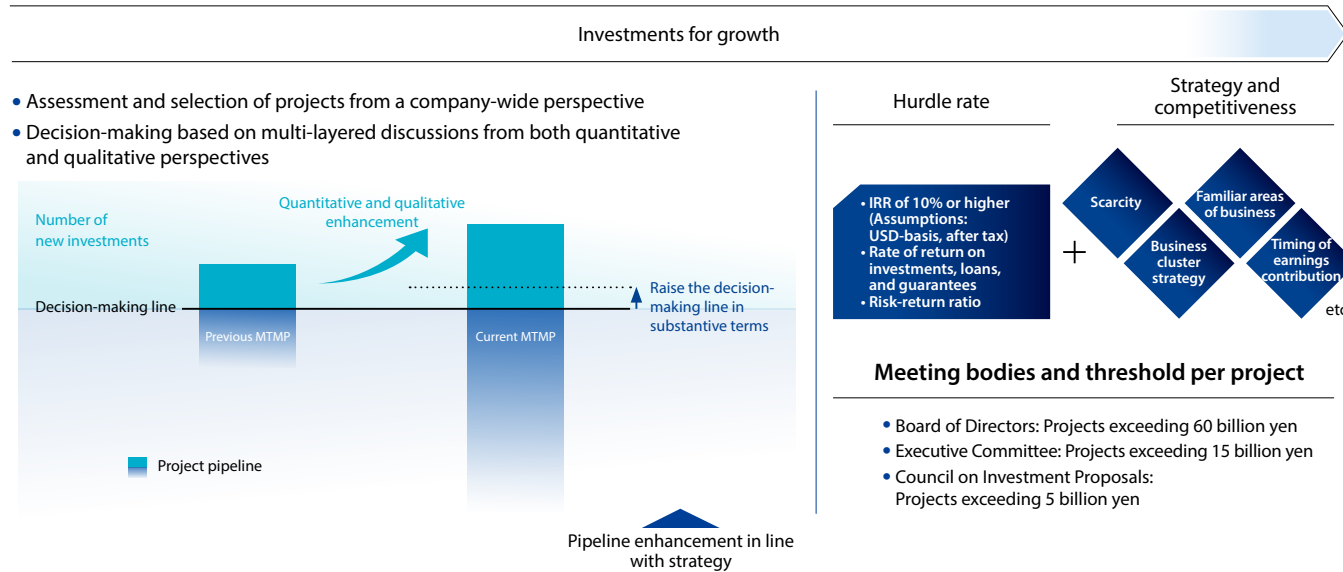 Investments for growth
• Assessment and selection of projects from a company-wide perspective
• Decision-making based on multi-layered discussions from both quantitative
and qualitative perspectives
Number of
new investments
Quantitative and qualitative
enhancement
Decision-making line
Previous MTMP
Current MTMP
Raise the decision-
making line in
substantive terms
Project pipeline
Pipeline enhancement in line
with strategy
Hurdle rate
• IRR of 10% or higher
(Assumptions:
USD-basis, after tax)
• Rate of return on
investments, loans,
and guarantees
• Risk-return ratio
+
Strategy and
competitiveness
Scarcity
Familiar areas
of business
Business
cluster
strategy
Timing of
earnings
contribution
etc
Meeting bodies and threshold per project
• Board of Directors: Projects exceeding 60 billion yen
• Executive Committee: Projects exceeding 15 billion yen
• Council on Investment Proposals:
Projects exceeding 5 billion yen